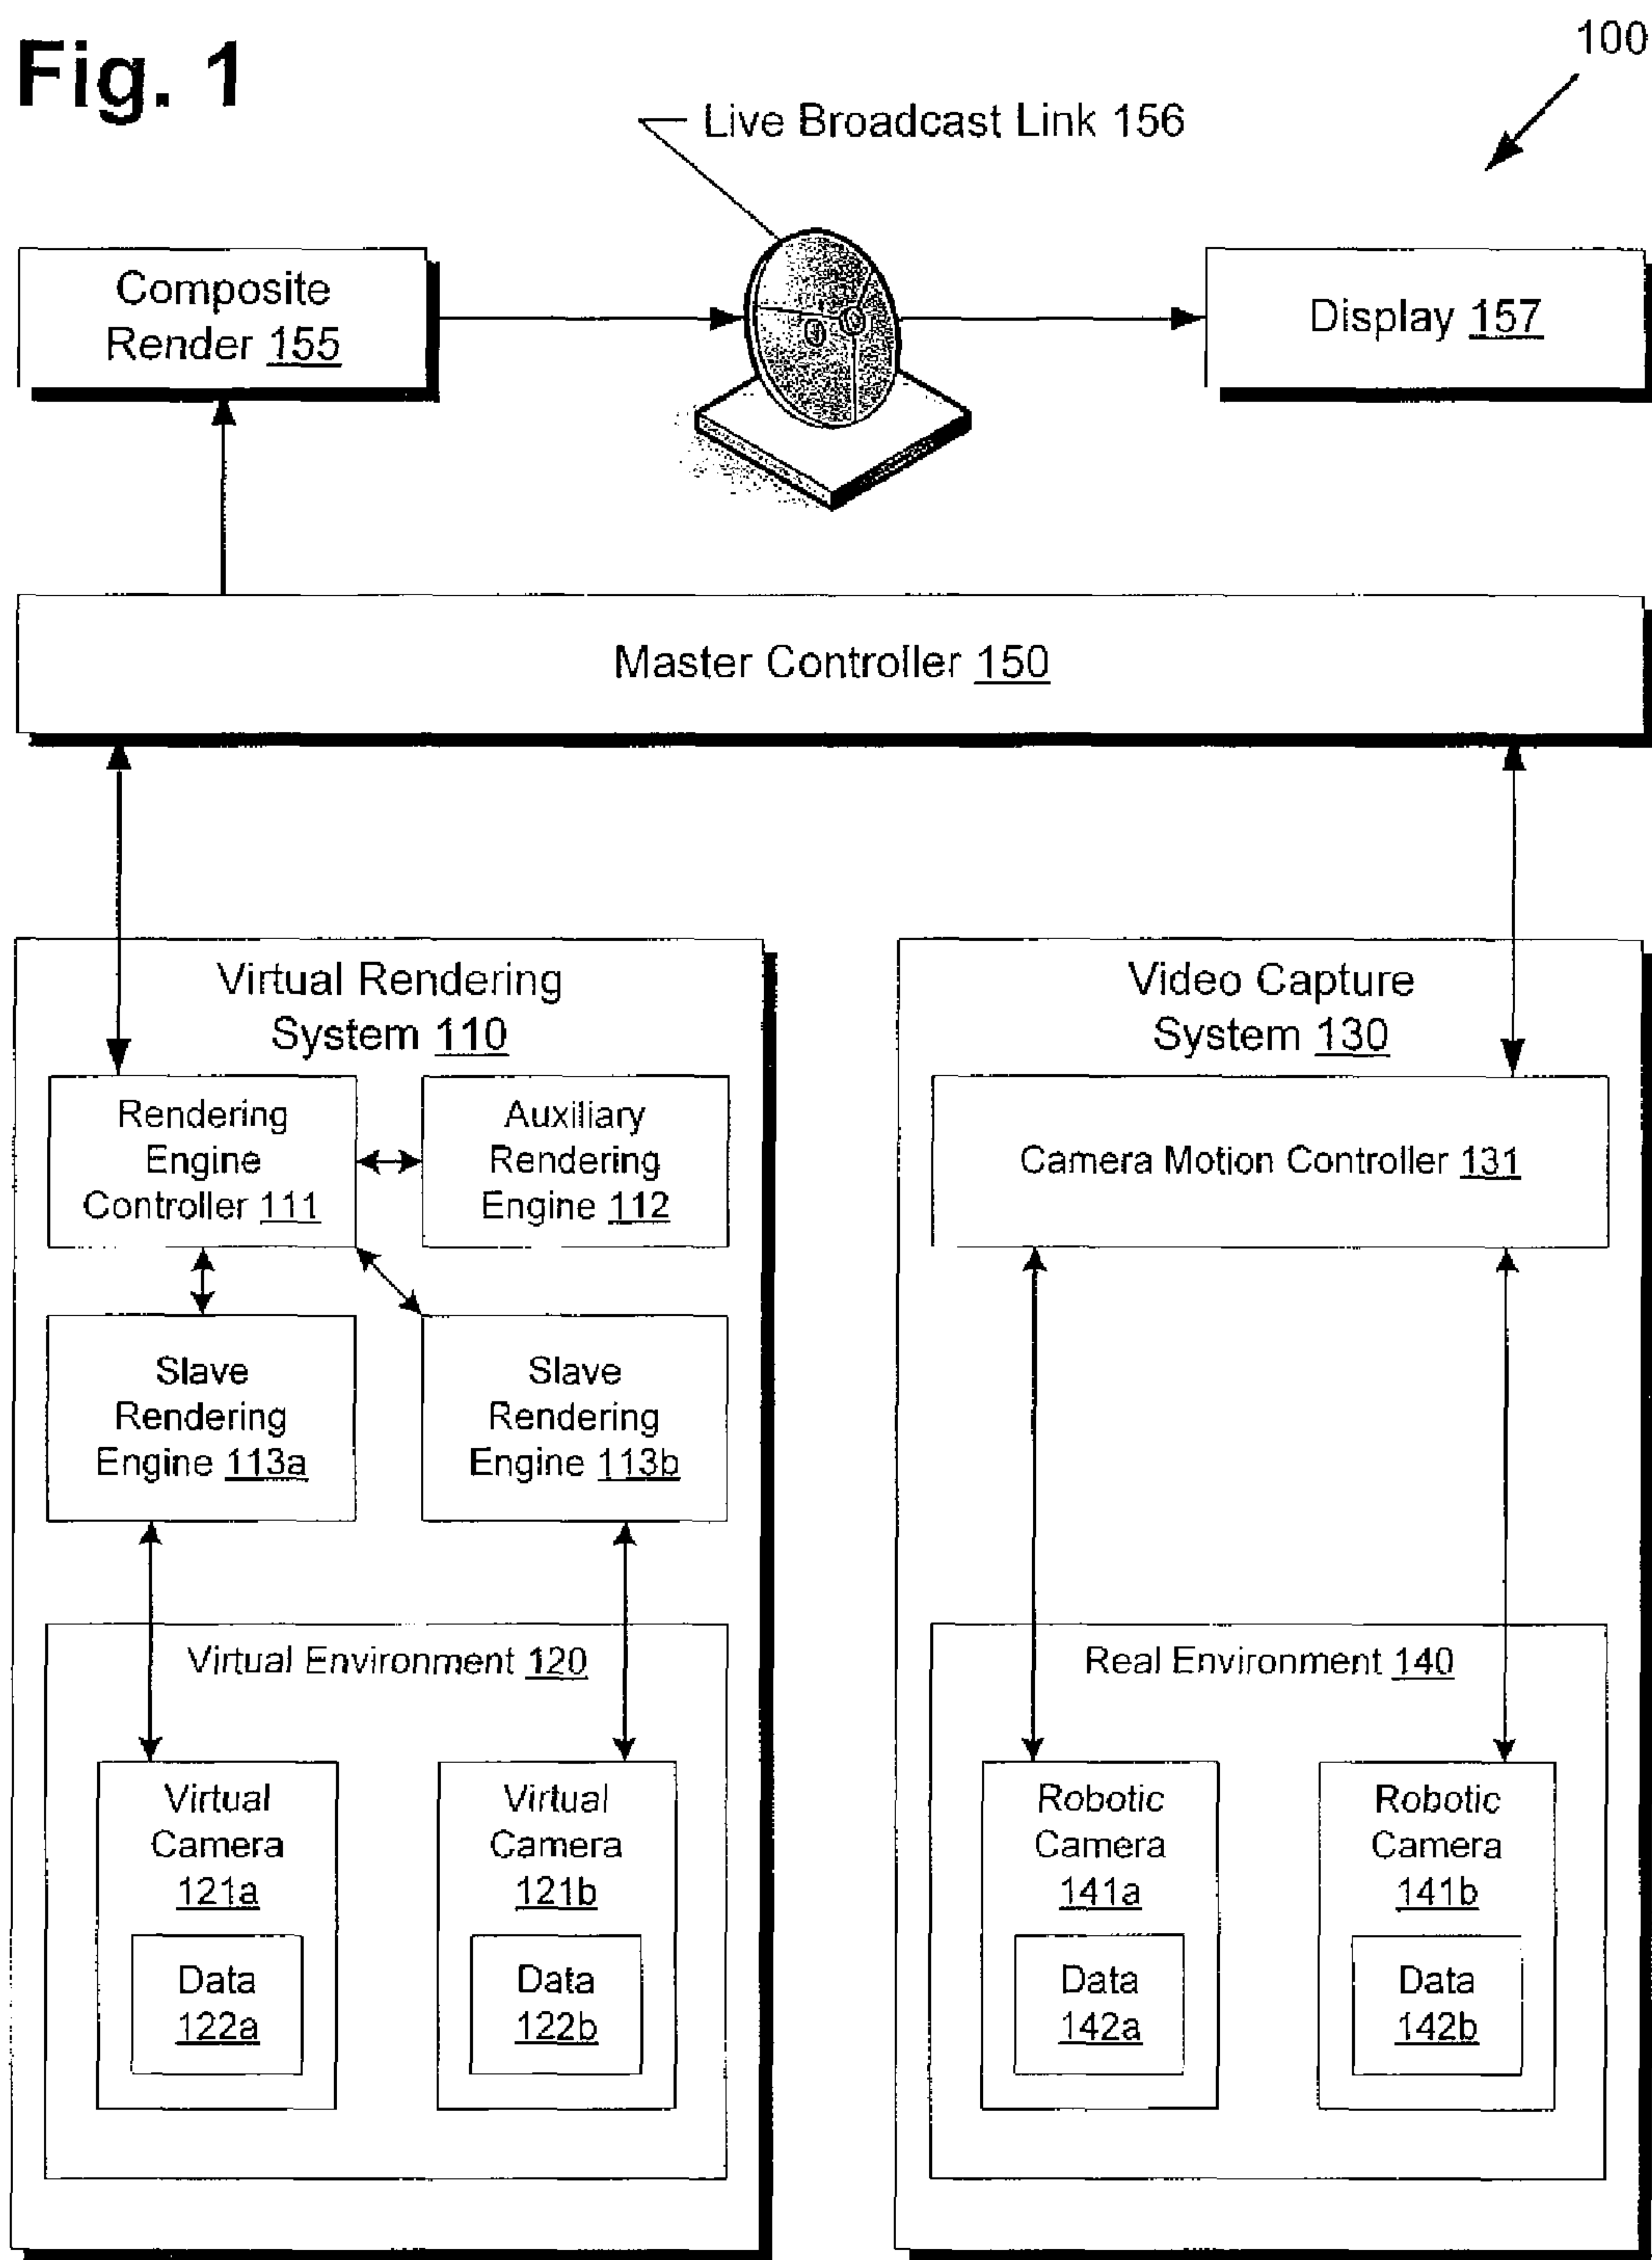 Fig. 1
100
Live Broadcast Link 156
Composite
Render 155
Display 157
Master Controller 150
Virtual Rendering
System 110
Rendering
Engine
Controller 111
Auxiliary
Rendering
Engine 112
Slave
Rendering
Engine 113a
Slave
Rendering
Engine 113b
Virtual Environment 120
Virtual
Camera
121a
Data
122a
Virtual
Camera
121b
Data
122b
Video Capture
System 130
Camera Motion Controller 131
Real Environment 140
Robotic
Camera
141a
Data
142a
Robotic
Camera
141b
Data
142b